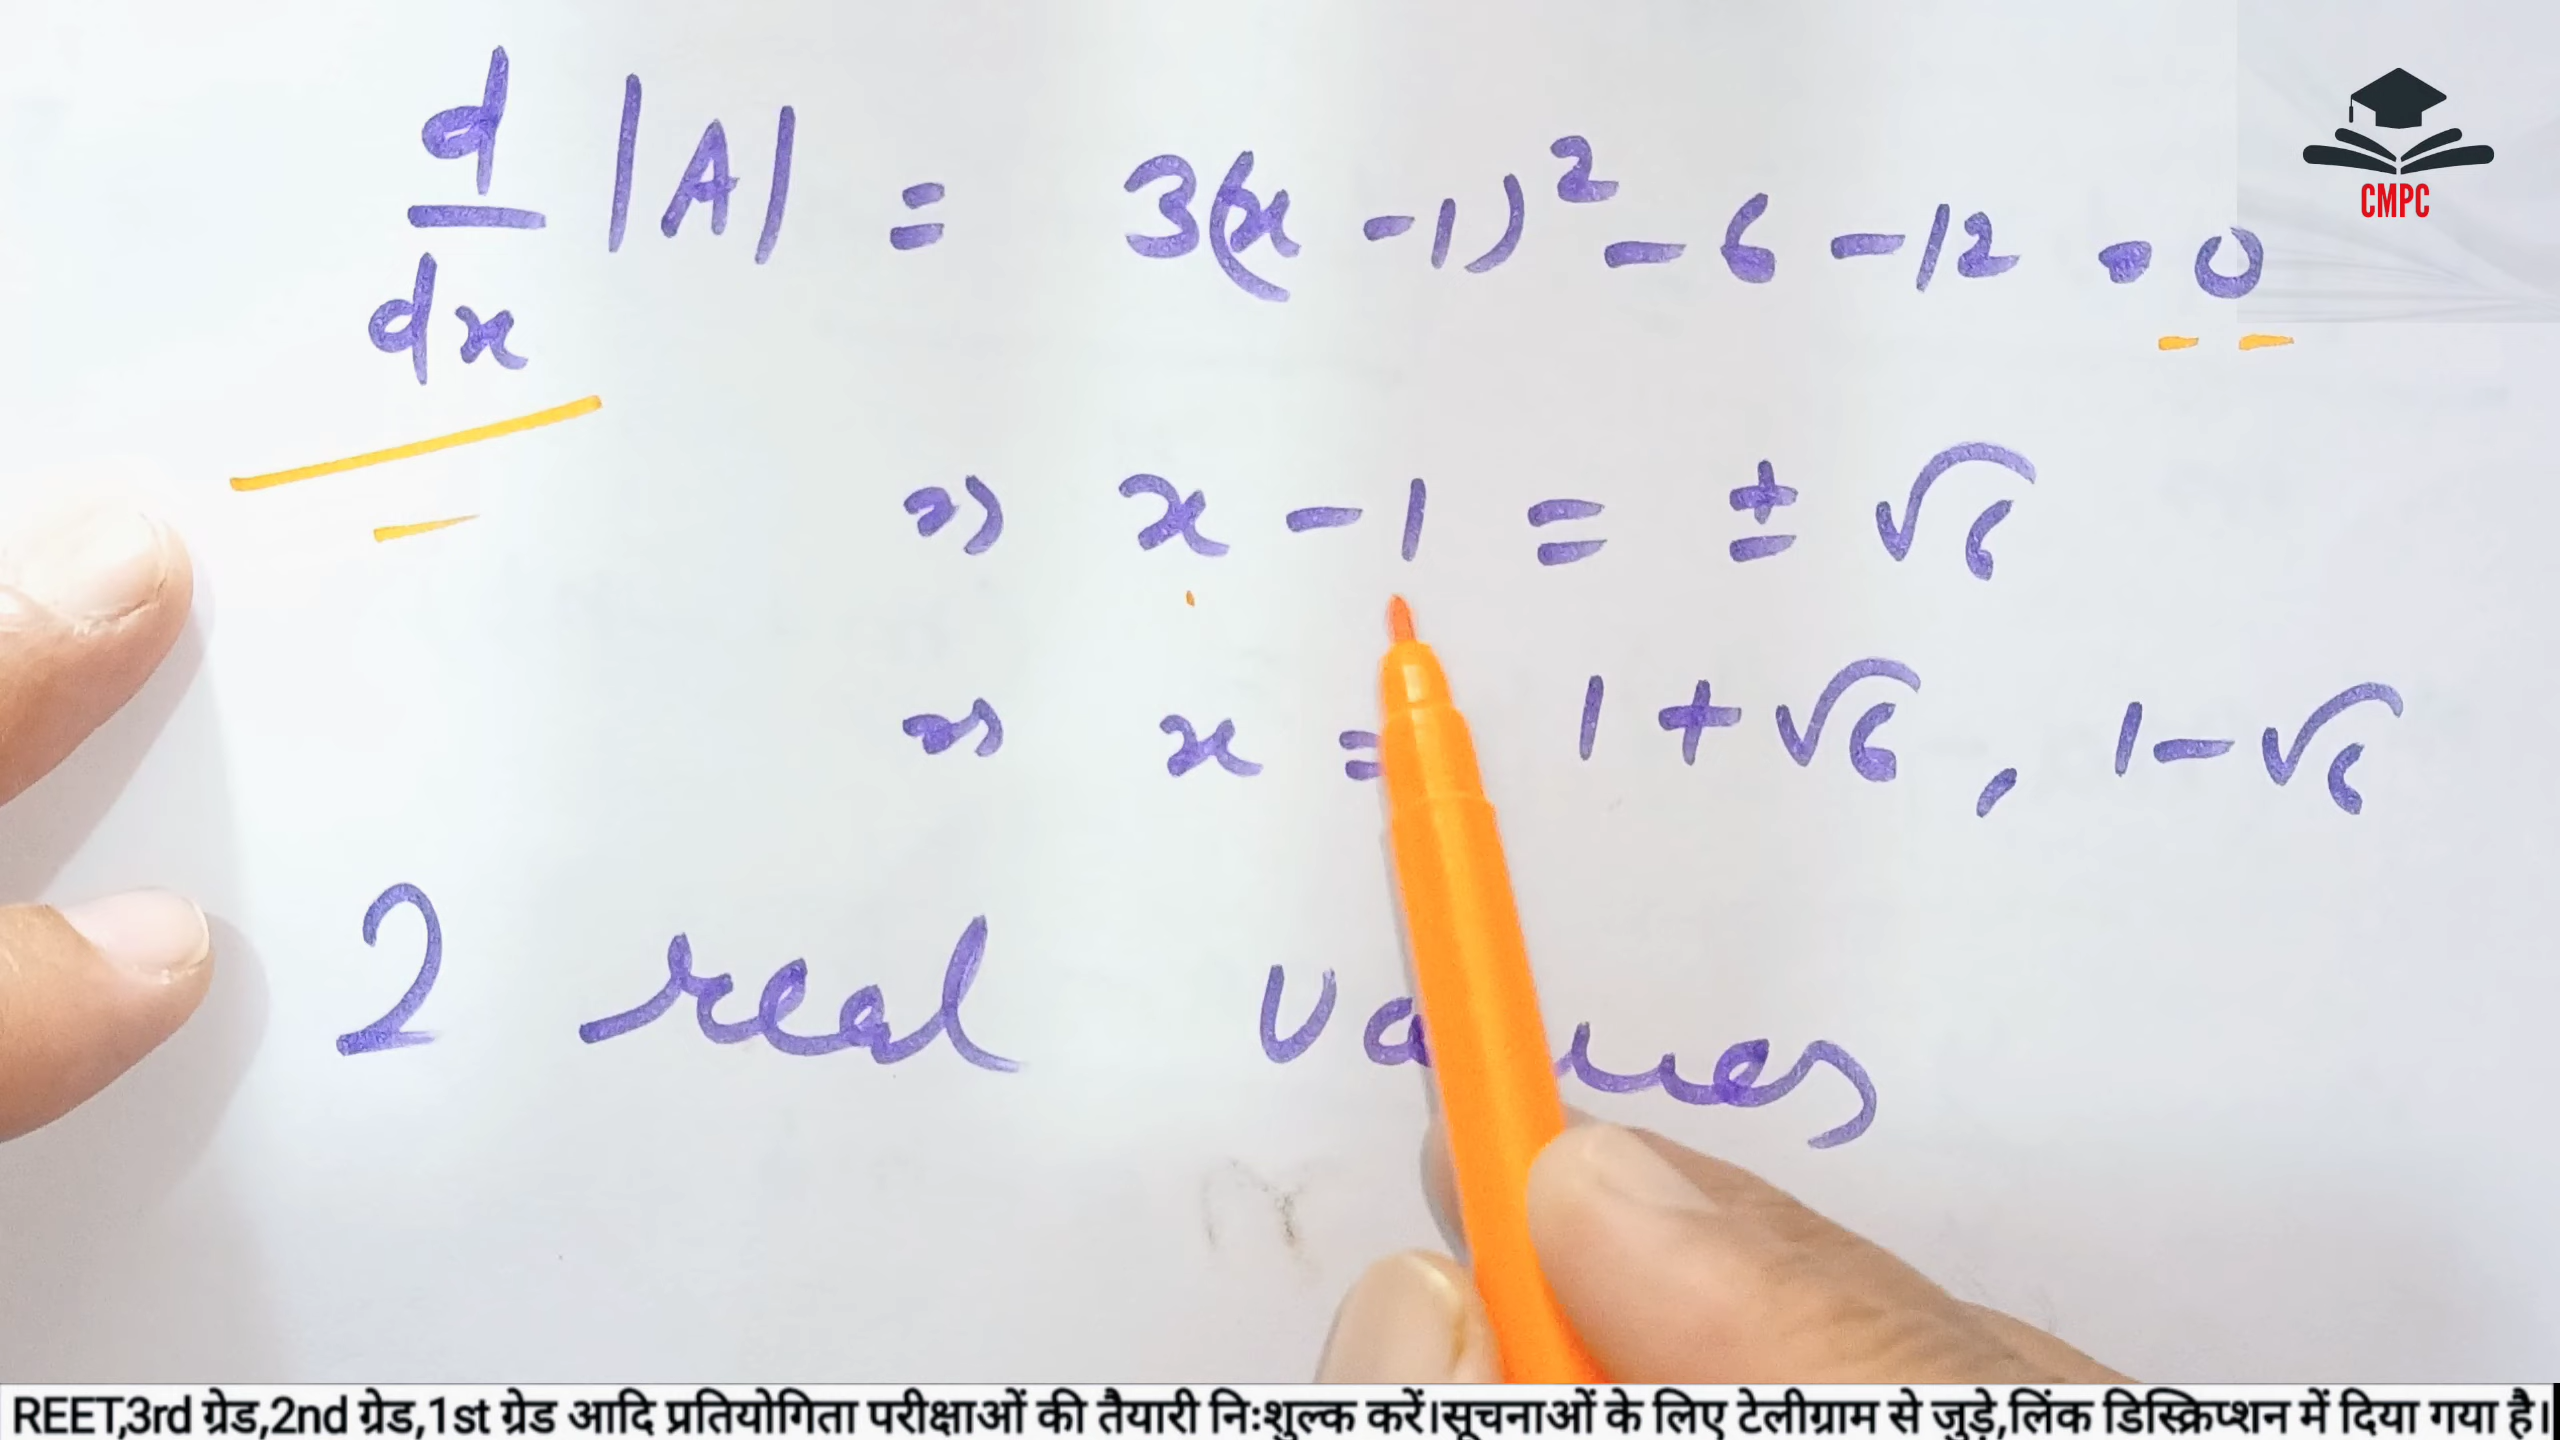 CMPC
d/dx |A| = 3(x - 1)² - 6 - 12 = 0
⇒ x - 1 = ± √6
⇒ x = 1 + √6 , 1 - √6
2 real values
REET,3rd ग्रेड,2nd ग्रेड,1st ग्रेड आदि प्रतियोगिता परीक्षाओं की तैयारी निःशुल्क करें।सूचनाओं के लिए टेलीग्राम से जुड़े,लिंक डिस्क्रिप्शन में दिया गया है।